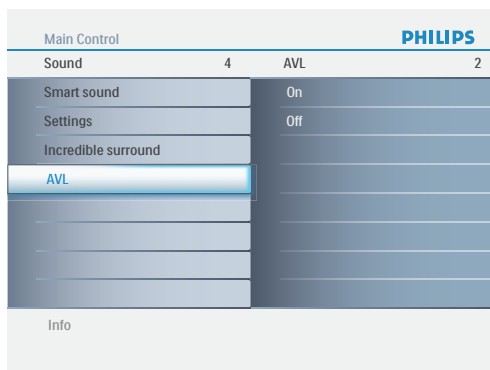 Main Control PHILIPS
Sound 4 AVL 2
Smart sound On
Settings Off
Incredible surround
AVL
Info